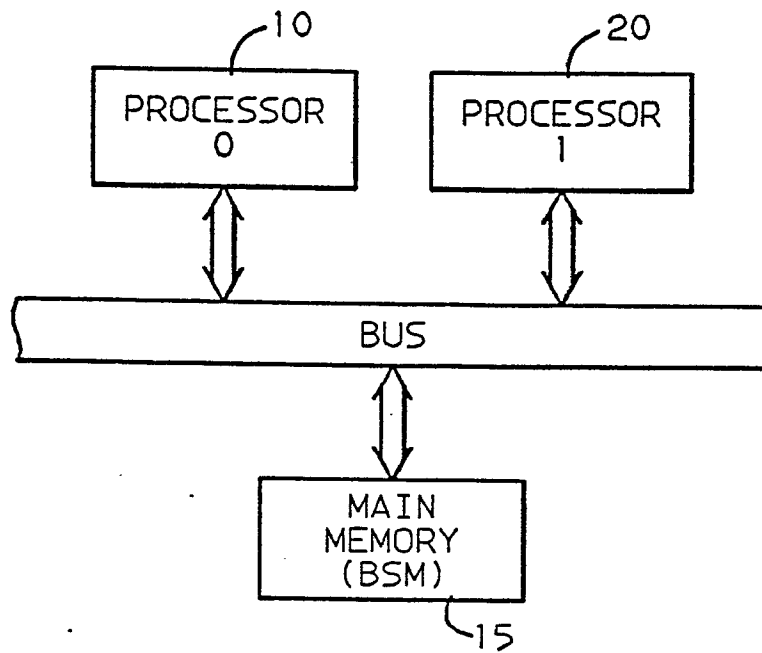 10
20
PROCESSOR
0
PROCESSOR
1
BUS
MAIN
MEMORY
(BSM)
15